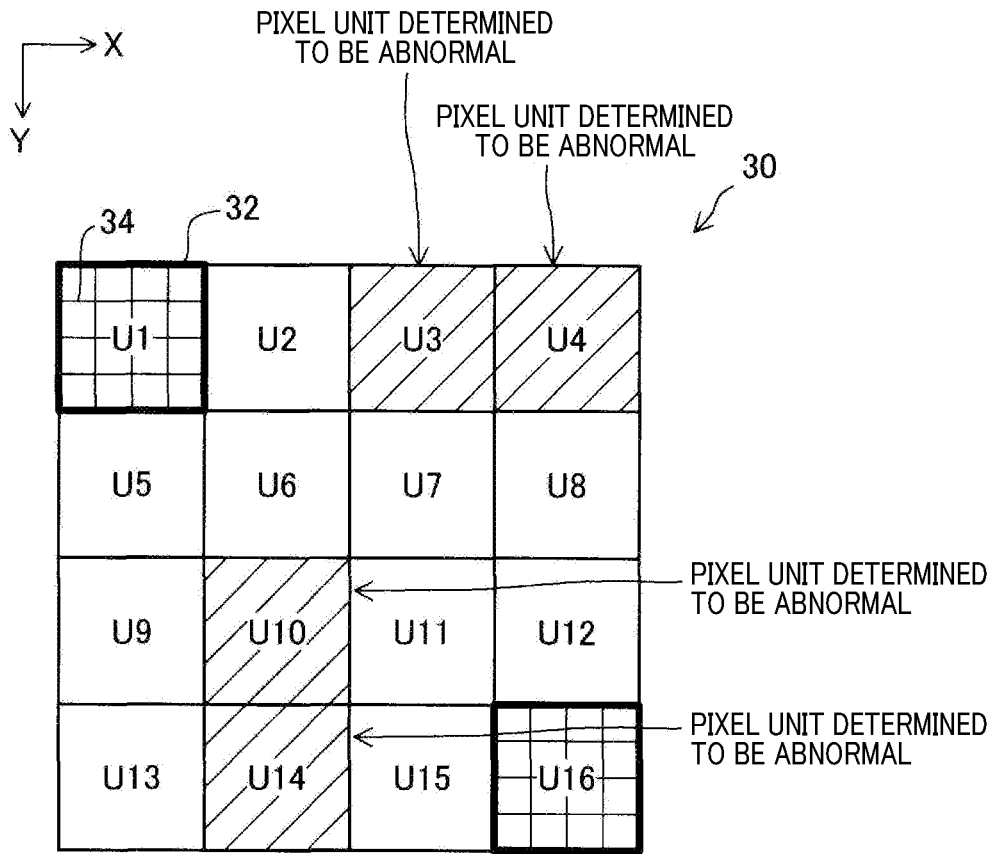 PIXEL UNIT DETERMINED
TO BE ABNORMAL
X
Y
PIXEL UNIT DETERMINED
TO BE ABNORMAL
30
34
32
U1
U2
U3
U4
U5
U6
U7
U8
PIXEL UNIT DETERMINED
TO BE ABNORMAL
U9
U10
U11
U12
PIXEL UNIT DETERMINED
TO BE ABNORMAL
U13
U14
U15
U16